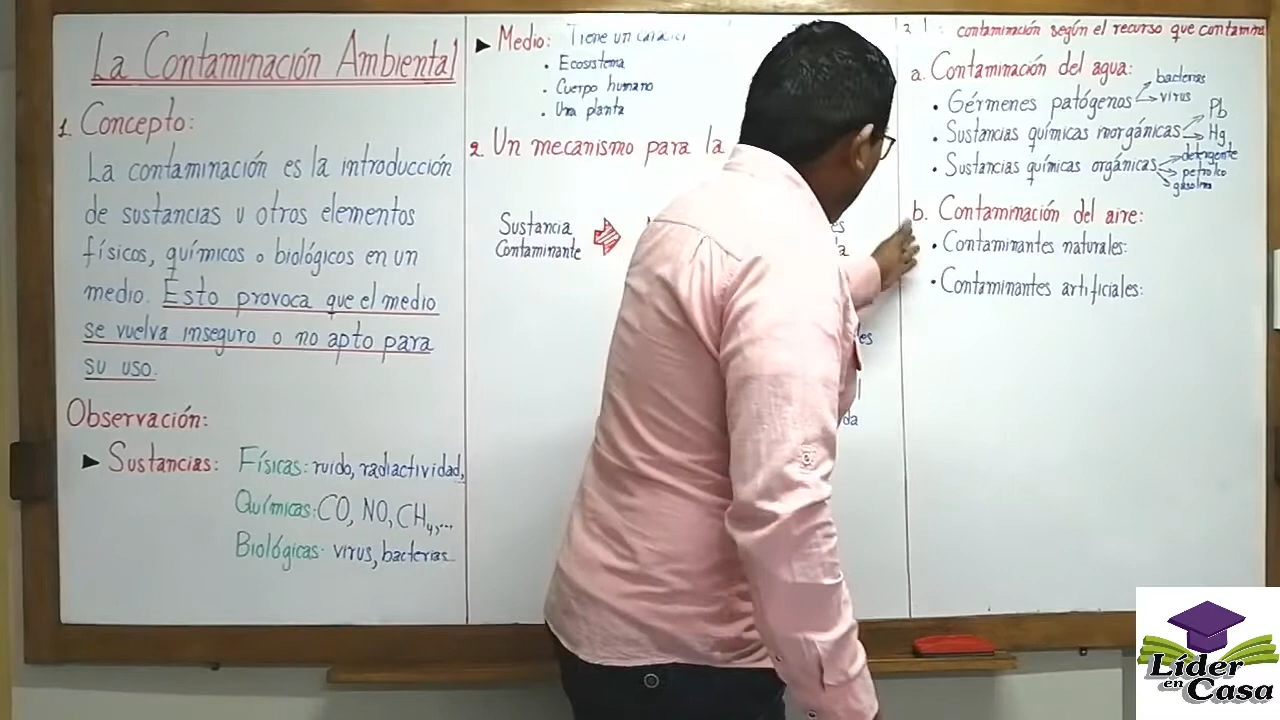 La Contaminación Ambiental
1. Concepto:
La contaminación es la introducción
de sustancias u otros elementos
físicos, químicos o biológicos en un
medio. Esto provoca que el medio
se vuelva inseguro o no apto para
su uso.
Observación:
► Sustancias: Físicas: ruido, radiactividad,
Químicas: CO, NO, CH4,...
Biológicas: virus, bacterias
► Medio: Tiene un
• Ecosistema
• Cuerpo humano
• Una planta
2. Un mecanismo para la
Sustancia
Contaminante
contaminación según el recurso que contamina
a. Contaminación del agua:
• Gérmenes patógenos
bacterias
virus
• Sustancias químicas inorgánicas
Pb
Hg
• Sustancias químicas orgánicas
detergente
petróleo
gasolina
b. Contaminación del aire:
• Contaminantes naturales:
• Contaminantes artificiales:
Líder
en Casa